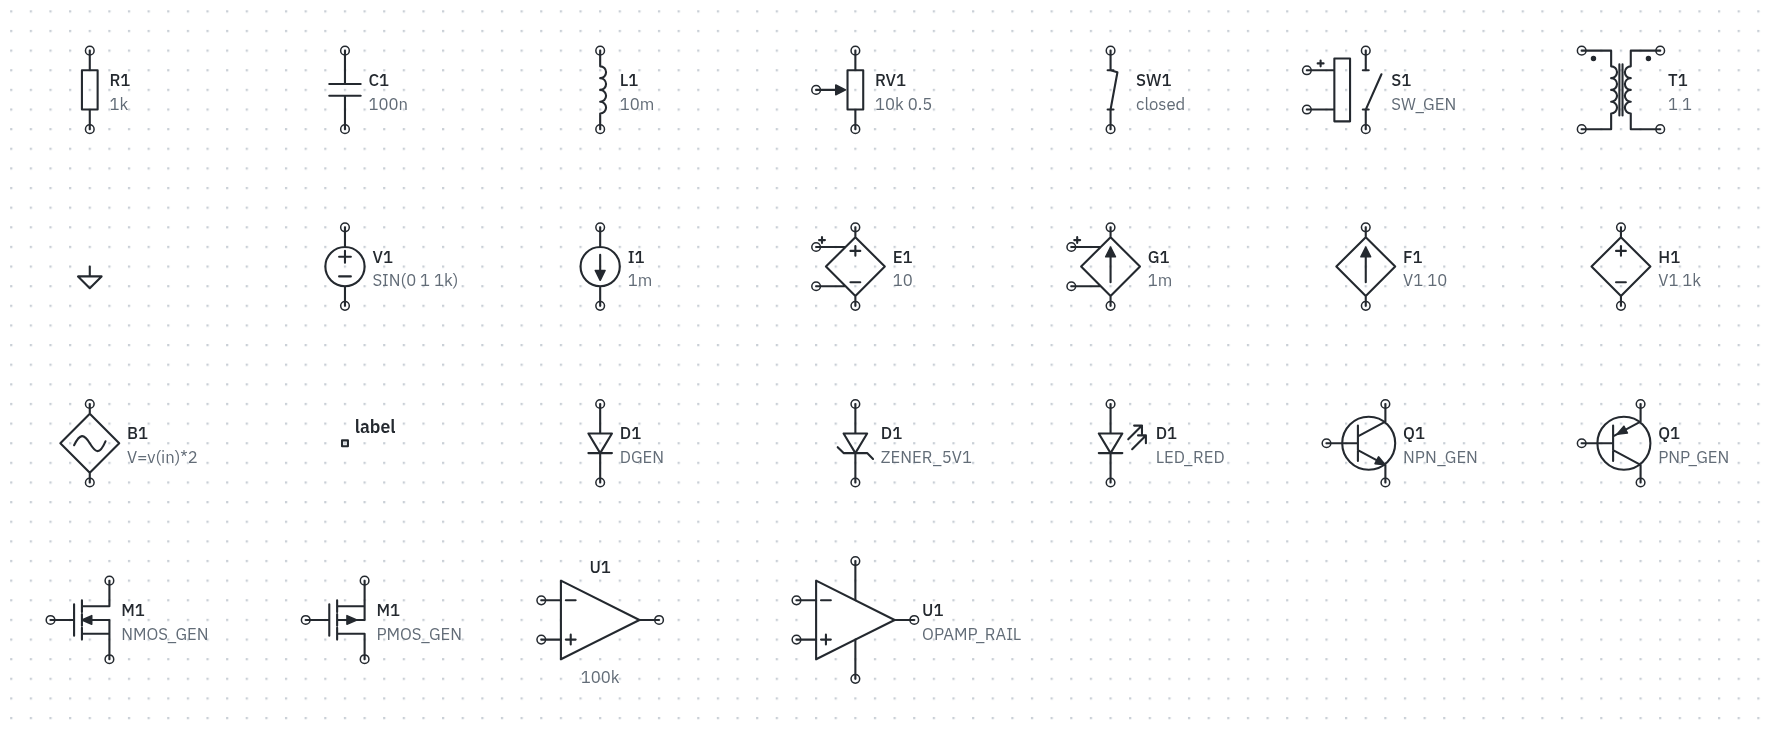 R1
1k
C1
100n
L1
10m
RV1
10k 0.5
SW1
closed
S1
SW_GEN
T1
1 1
V1
SIN(0 1 1k)
I1
1m
E1
10
G1
1m
F1
V1 10
H1
V1 1k
B1
V=v(in)*2
label
D1
DGEN
D1
ZENER_5V1
D1
LED_RED
Q1
NPN_GEN
Q1
PNP_GEN
M1
NMOS_GEN
M1
PMOS_GEN
U1
100k
U1
OPAMP_RAIL